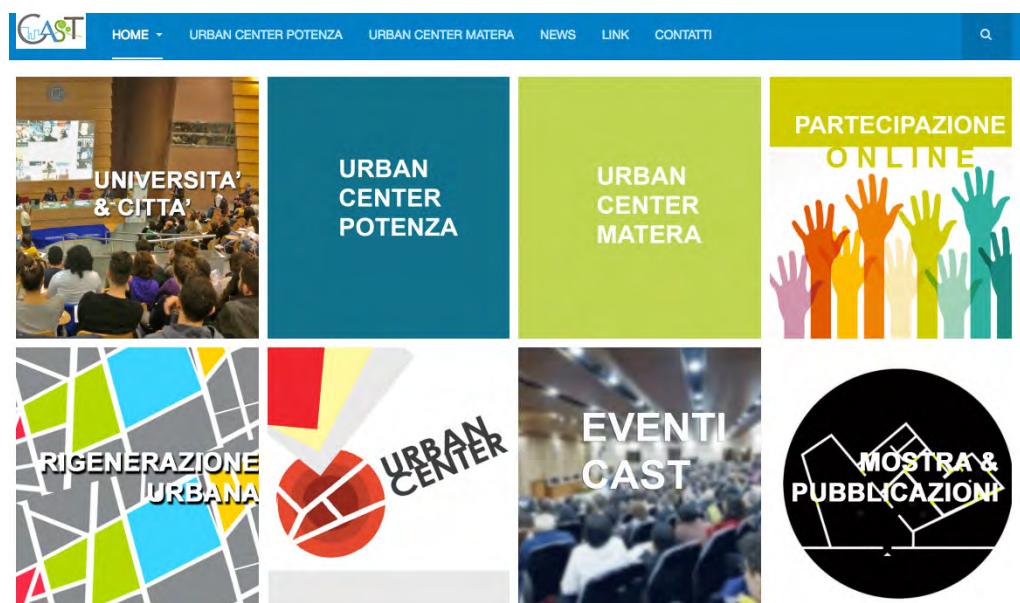 CAST
HOME
URBAN CENTER POTENZA
URBAN CENTER MATERA
NEWS
LINK
CONTATTI
UNIVERSITA'
& CITTA'
URBAN
CENTER
POTENZA
URBAN
CENTER
MATERA
PARTECIPAZIONE
ONLINE
RIGENERAZIONE
URBANA
URBAN
CENTER
EVENTI
CAST
MOSTRA &
PUBBLICAZIONI